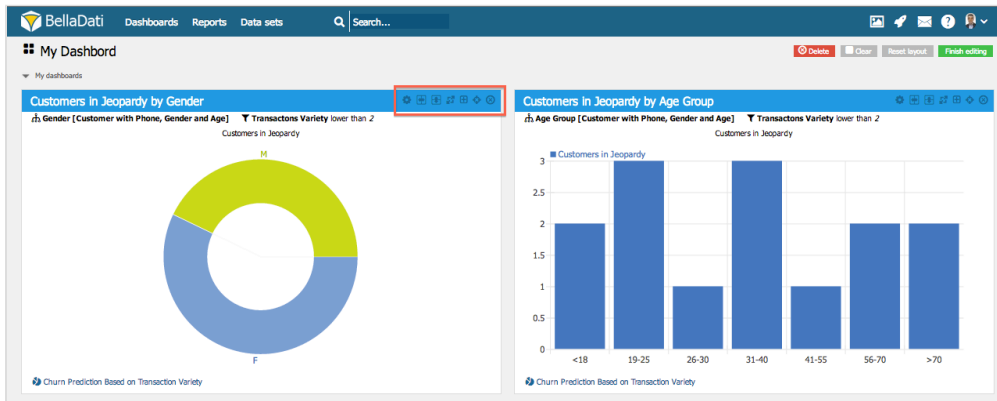 BellaDati Dashboards Reports Data sets Search...
My Dashbord
Delete Clear Reset layout Finish editing
My dashboards
Customers in Jeopardy by Gender
Gender [Customer with Phone, Gender and Age] Transactons Variety lower than 2
Customers in Jeopardy
M
F
Churn Prediction Based on Transaction Variety
Customers in Jeopardy by Age Group
Age Group [Customer with Phone, Gender and Age] Transactons Variety lower than 2
Customers in Jeopardy
Customers in Jeopardy
3
2.5
2
1.5
1
0.5
0
<18 19-25 26-30 31-40 41-55 56-70 >70
Churn Prediction Based on Transaction Variety